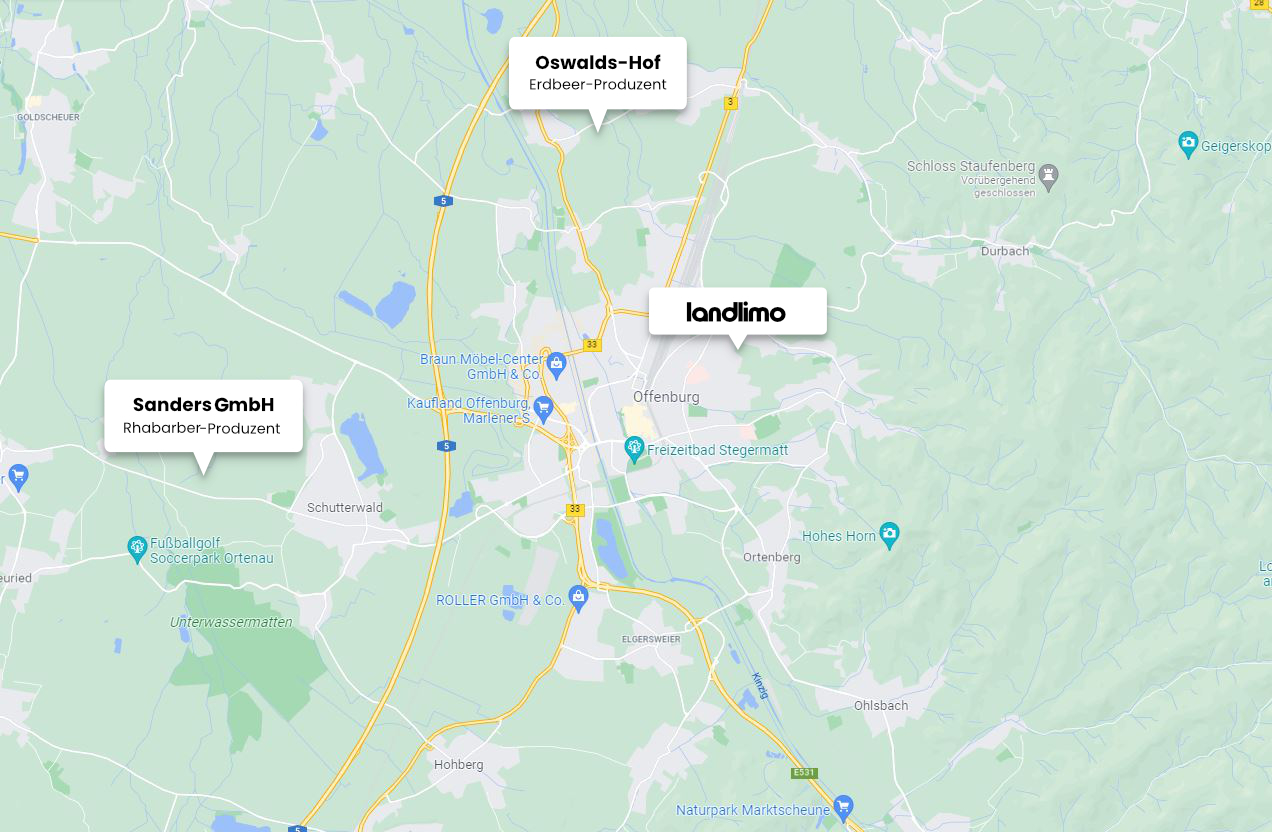 28
Oswalds-Hof
Erdbeer-Produzent
3
GOLDSCHEUER
Geigerskop
Schloss Staufenberg
Vorübergehend
geschlossen
5
Durbach
landlimo
33
Braun Möbel-Center
GmbH & Co.
Offenburg
Kaufland Offenburg,
Marlener S.
Sanders GmbH
Rhabarber-Produzent
5
Freizeitbad Stegermatt
r
Schutterwald
33
Hohes Horn
Fußballgolf
Soccerpark Ortenau
Ortenberg
euried
Lo
a
ROLLER GmbH & Co.
Unterwassermatten
ELGERSWEIER
Kinzig
Ohlsbach
Hohberg
E531
Naturpark Marktscheune
5